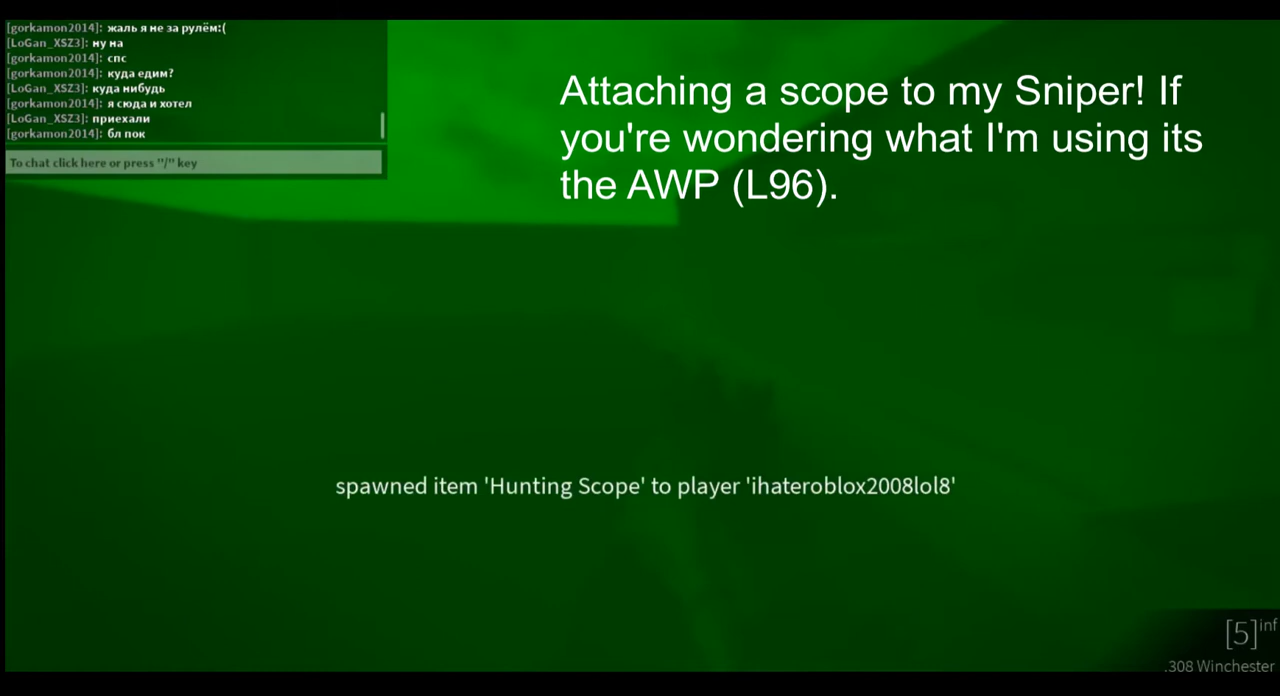 [gorkamon2014]: жаль я не за рулём:(
[LoGan_XSZ3]: ну на
[gorkamon2014]: спс
[gorkamon2014]: куда едим?
[LoGan_XSZ3]: куда нибудь
[gorkamon2014]: я сюда и хотел
[LoGan_XSZ3]: приехали
[gorkamon2014]: бл пок
To chat click here or press "/" key
Attaching a scope to my Sniper! If
you're wondering what I'm using its
the AWP (L96).
spawned item 'Hunting Scope' to player 'ihateroblox2008lol8'
[5]inf
.308 Winchester